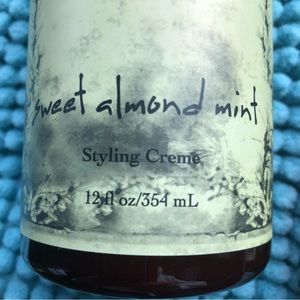 sweet almond mint
Styling Creme
12 fl oz/354 mL